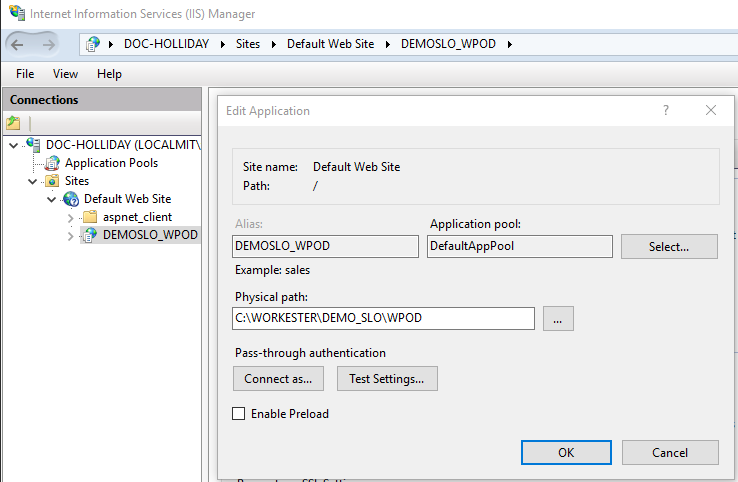 Internet Information Services (IIS) Manager
DOC-HOLLIDAY Sites Default Web Site DEMOSLO_WPOD
File View Help
Connections
DOC-HOLLIDAY (LOCALMIT\
Application Pools
Sites
Default Web Site
aspnet_client
DEMOSLO_WPOD
Edit Application
? ×
Site name: Default Web Site
Path: /
Alias: Application pool:
DEMOSLO_WPOD DefaultAppPool Select...
Example: sales
Physical path:
C:\WORKESTER\DEMO_SLO\WPOD ...
Pass-through authentication
Connect as... Test Settings...
Enable Preload
OK Cancel